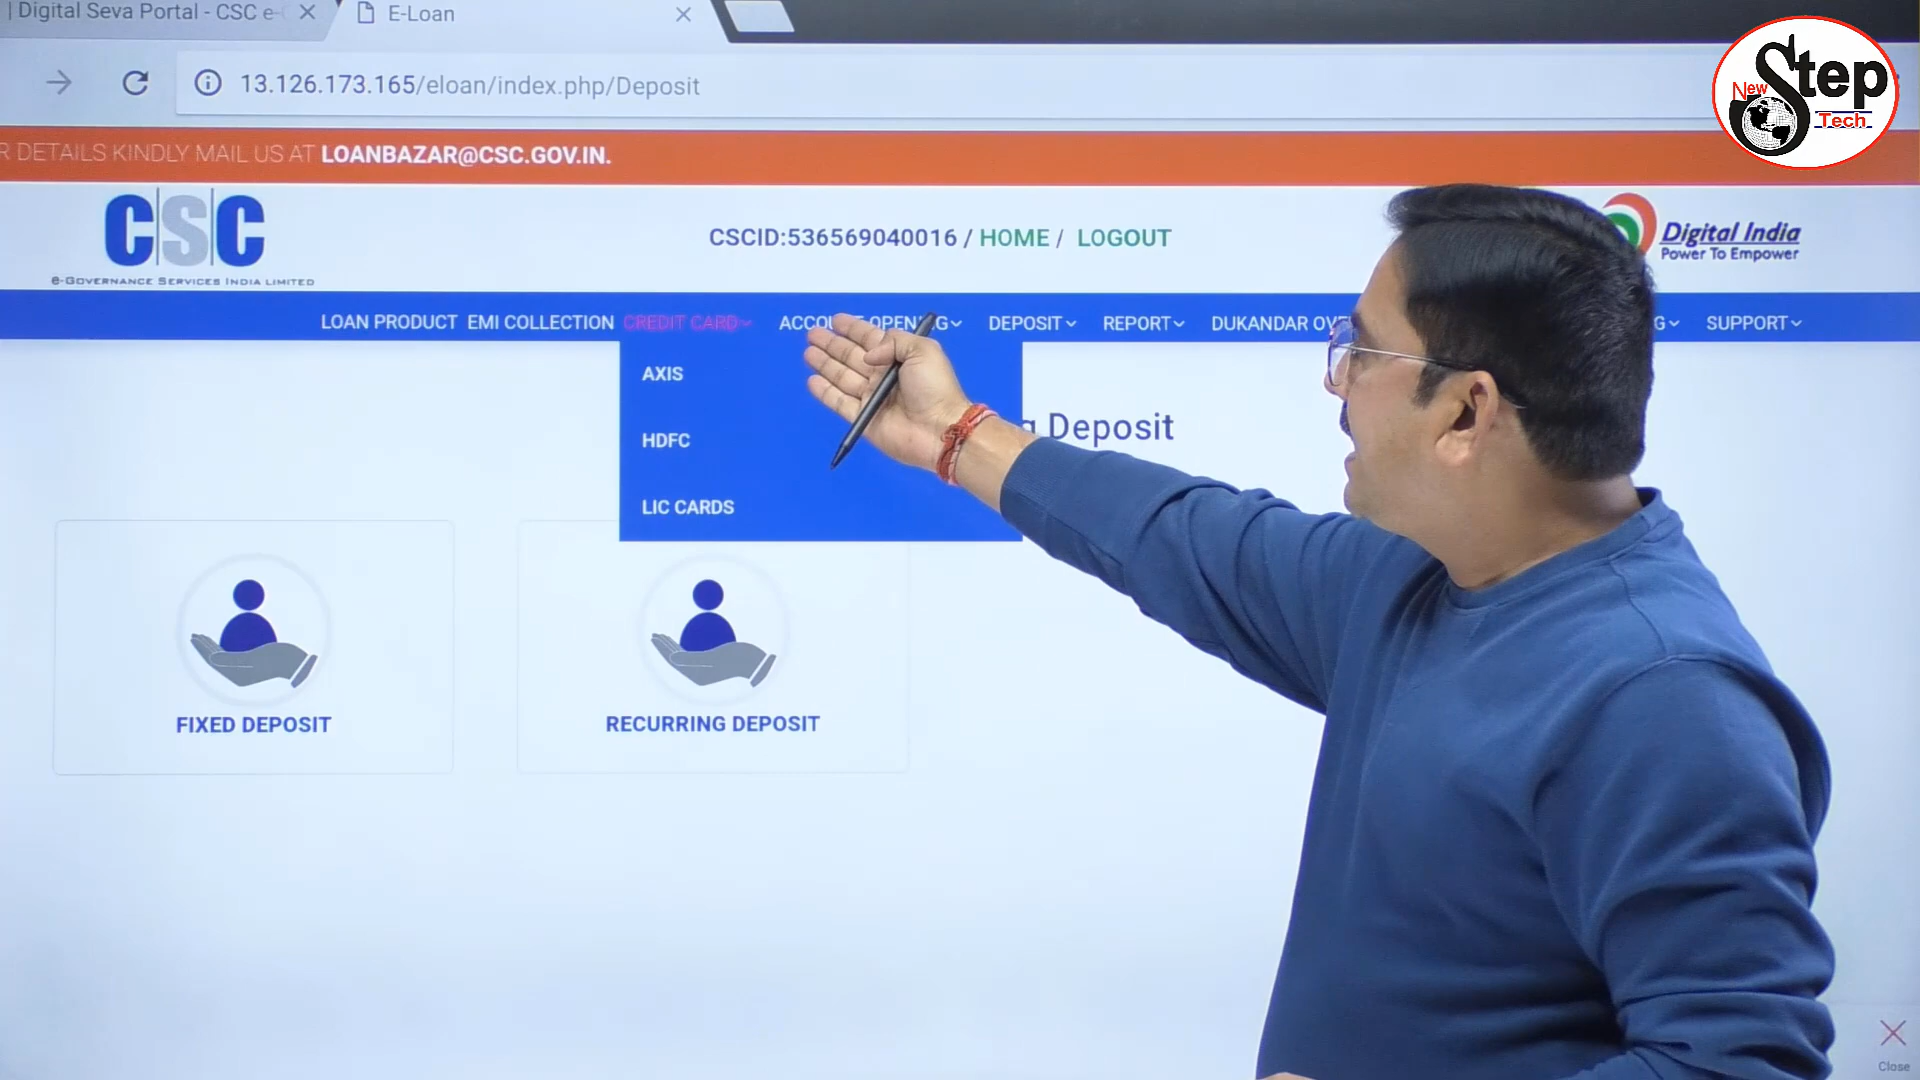 | Digital Seva Portal - CSC e-
E-Loan
13.126.173.165/eloan/index.php/Deposit
New Step Tech
R DETAILS KINDLY MAIL US AT LOANBAZAR@CSC.GOV.IN.
CSC
e-Governance Services India Limited
CSCID:536569040016 / HOME / LOGOUT
Digital India
Power To Empower
LOAN PRODUCT EMI COLLECTION CREDIT CARD ACCOUNT OPENING DEPOSIT REPORT DUKANDAR SUPPORT
AXIS
HDFC
LIC CARDS
Deposit
FIXED DEPOSIT
RECURRING DEPOSIT
Close